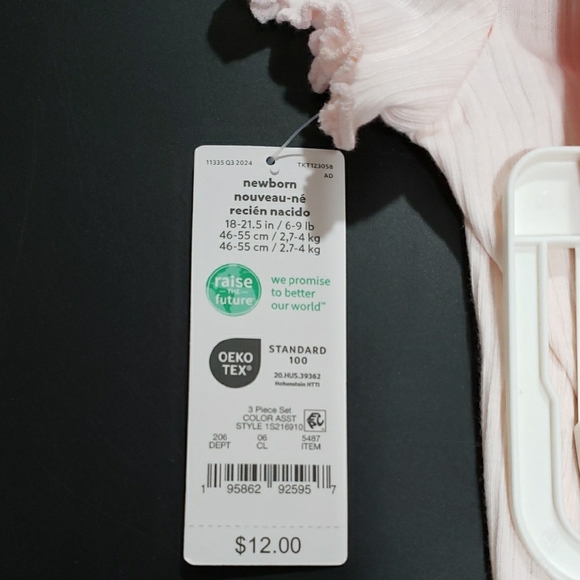 11335 Q3 2024 TKT123058
AD
newborn
nouveau-né
recién nacido
18-21.5 in / 6-9 lb
46-55 cm / 2,7-4 kg
46-55 cm / 2.7-4 kg
raise
THE
future
we promise
to better
our world™
OEKO
TEX®
STANDARD
100
20.HUS.39362
Hohenstein HTTI
3 Piece Set
COLOR ASST
STYLE 1S216910
206 06 5487
DEPT CL ITEM
1 95862 92595 7
$12.00